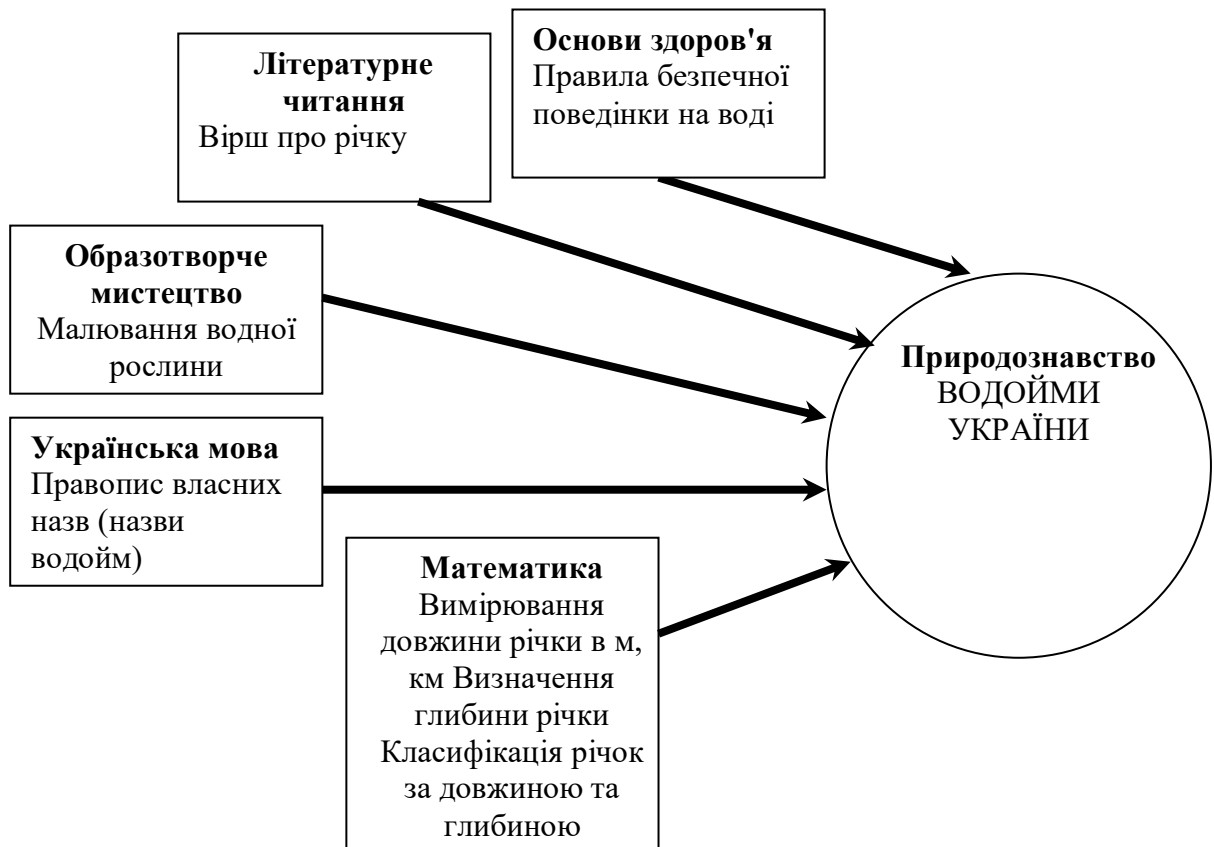 Основи здоров'я
Правила безпечної
поведінки на воді
Літературне
читання
Вірш про річку
Образотворче
мистецтво
Малювання водної
рослини
Природознавство
ВОДОЙМИ
УКРАЇНИ
Українська мова
Правопис власних
назв (назви
водойм)
Математика
Вимірювання
довжини річки в м,
км Визначення
глибини річки
Класифікація річок
за довжиною та
глибиною